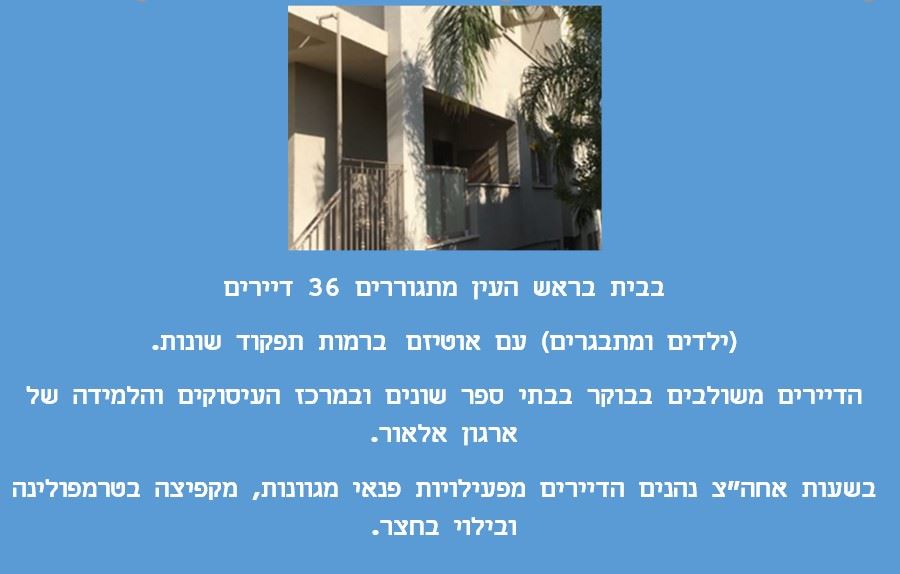 בבית בראש העין מתגוררים 36 דיירים
(ילדים ומתבגרים) עם אוטיזם ברמות תפקוד שונות.
הדיירים משולבים בבוקר בבתי ספר שונים ובמרכז העיסוקים והלמידה של
ארגון אלאור.
בשעות אחה"צ נהנים הדיירים מפעילויות פנאי מגוונות, מקפיצה בטרמפולינה
ובילוי בחצר.